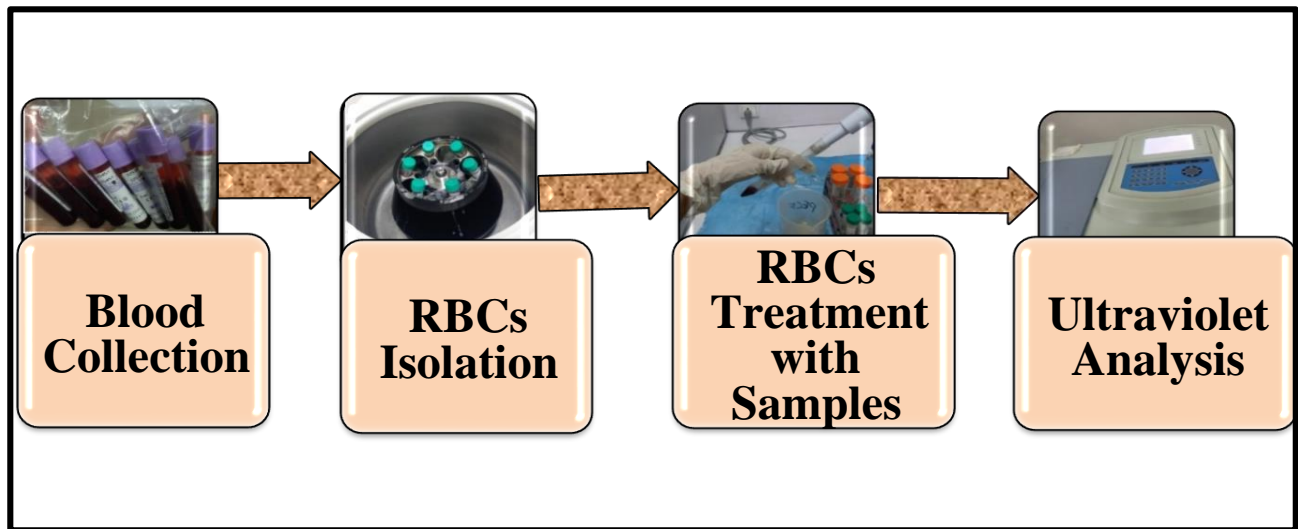 Blood
Collection
RBCs
Isolation
RBCs
Treatment
with
Samples
Ultraviolet
Analysis